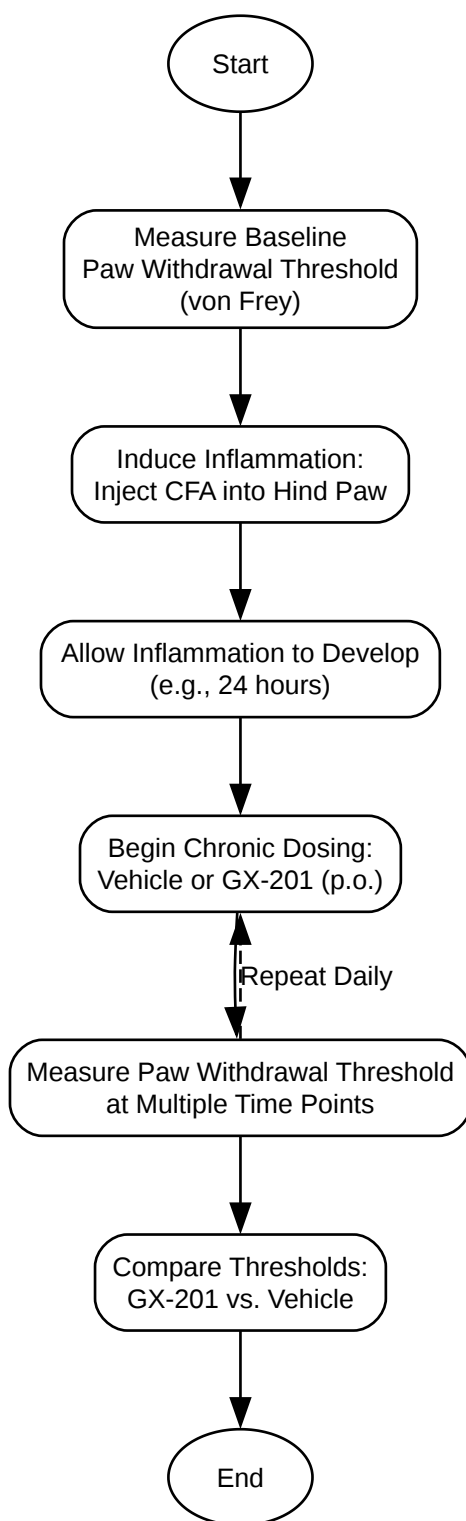 Start
Measure Baseline
Paw Withdrawal Threshold
(von Frey)
Induce Inflammation:
Inject CFA into Hind Paw
Allow Inflammation to Develop
(e.g., 24 hours)
Begin Chronic Dosing:
Vehicle or GX-201 (p.o.)
Repeat Daily
Measure Paw Withdrawal Threshold
at Multiple Time Points
Compare Thresholds:
GX-201 vs. Vehicle
End